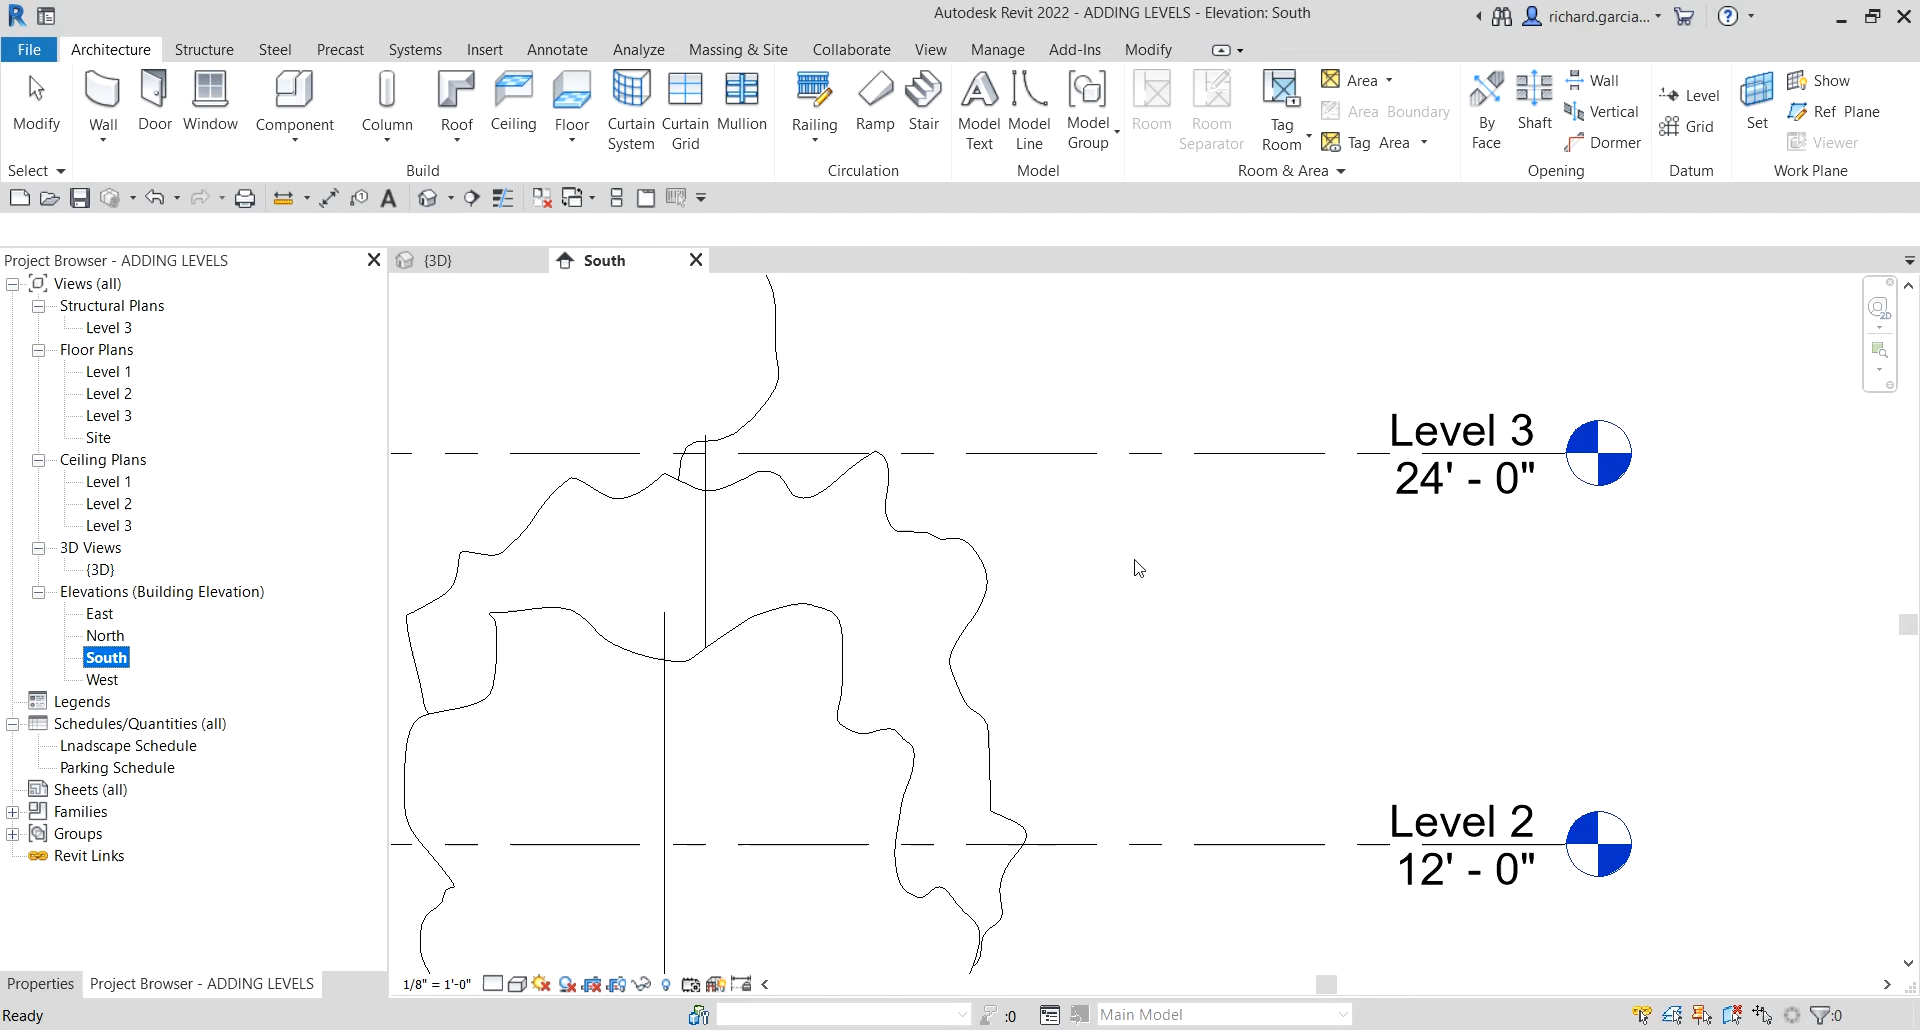 Autodesk Revit 2022 - ADDING LEVELS - Elevation: South
richard.garcia...
File Architecture Structure Steel Precast Systems Insert Annotate Analyze Massing & Site Collaborate View Manage Add-Ins Modify
Modify
Wall
Door
Window
Component
Column
Roof
Ceiling
Floor
Curtain System
Curtain Grid
Mullion
Railing
Ramp
Stair
Model Text
Model Line
Model Group
Room
Room Separator
Tag Room
Area
Area Boundary
Tag Area
By Face
Shaft
Wall
Vertical
Dormer
Level
Grid
Set
Show
Ref Plane
Viewer
Select Build Circulation Model Room & Area Opening Datum Work Plane
Project Browser - ADDING LEVELS
{3D} South
Views (all)
Structural Plans
Level 3
Floor Plans
Level 1
Level 2
Level 3
Site
Ceiling Plans
Level 1
Level 2
Level 3
3D Views
{3D}
Elevations (Building Elevation)
East
North
South
West
Legends
Schedules/Quantities (all)
Lnadscape Schedule
Parking Schedule
Sheets (all)
Families
Groups
Revit Links
2D
Level 3
24' - 0"
Level 2
12' - 0"
Properties Project Browser - ADDING LEVELS
1/8" = 1'-0"
Ready
:0
Main Model
:0